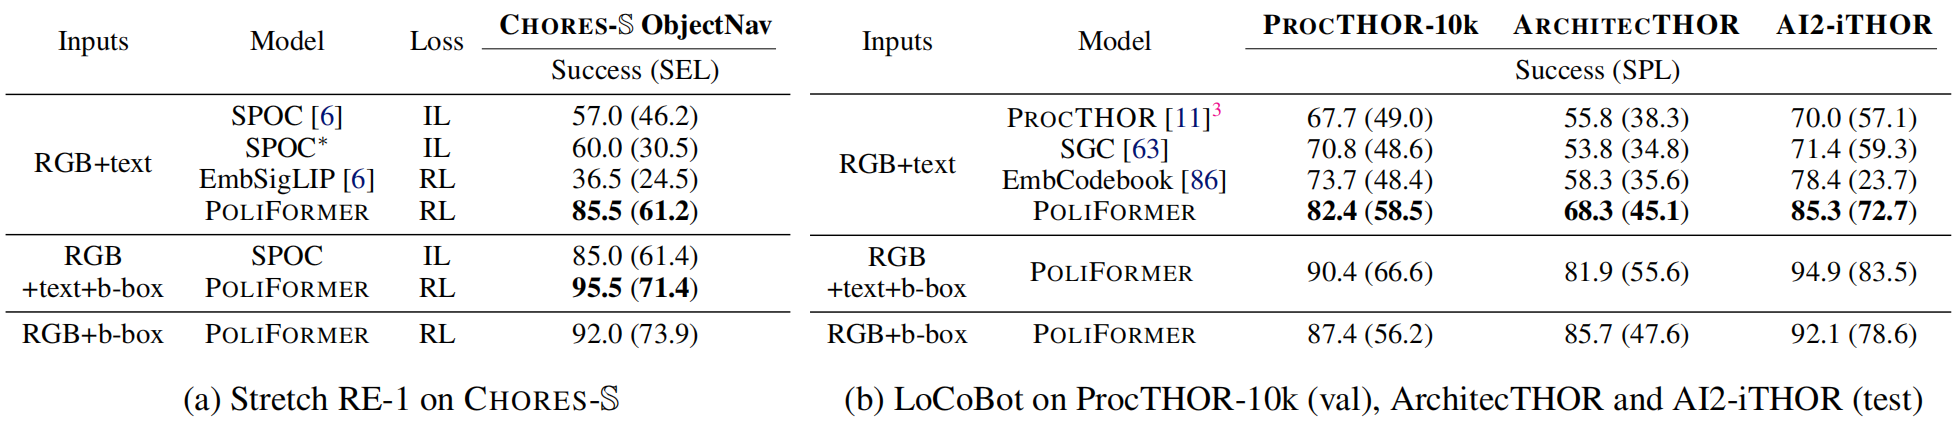 Inputs Model Loss CHORES-𝕊 ObjectNav
Success (SEL)
RGB+text
SPOC [6] IL 57.0 (46.2)
SPOC* IL 60.0 (30.5)
EmbSigLIP [6] RL 36.5 (24.5)
POLIFORMER RL 85.5 (61.2)
RGB
+text+b-box
SPOC IL 85.0 (61.4)
POLIFORMER RL 95.5 (71.4)
RGB+b-box POLIFORMER RL 92.0 (73.9)
(a) Stretch RE-1 on CHORES-𝕊
Inputs Model PROCTHOR-10k ARCHITECTHOR AI2-iTHOR
Success (SPL)
RGB+text
PROCTHOR [11]³ 67.7 (49.0) 55.8 (38.3) 70.0 (57.1)
SGC [63] 70.8 (48.6) 53.8 (34.8) 71.4 (59.3)
EmbCodebook [86] 73.7 (48.4) 58.3 (35.6) 78.4 (23.7)
POLIFORMER 82.4 (58.5) 68.3 (45.1) 85.3 (72.7)
RGB
+text+b-box
POLIFORMER 90.4 (66.6) 81.9 (55.6) 94.9 (83.5)
RGB+b-box POLIFORMER 87.4 (56.2) 85.7 (47.6) 92.1 (78.6)
(b) LoCoBot on ProcTHOR-10k (val), ArchitecTHOR and AI2-iTHOR (test)